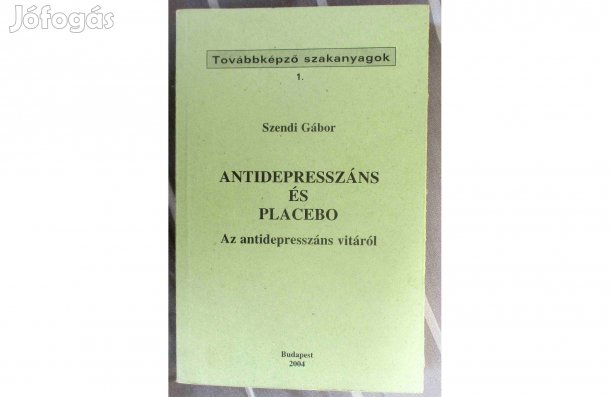 Jófogás
Továbbképző szakanyagok
1.
Szendi Gábor
ANTIDEPRESSZÁNS
ÉS
PLACEBO
Az antidepresszáns vitáról
Budapest
2004